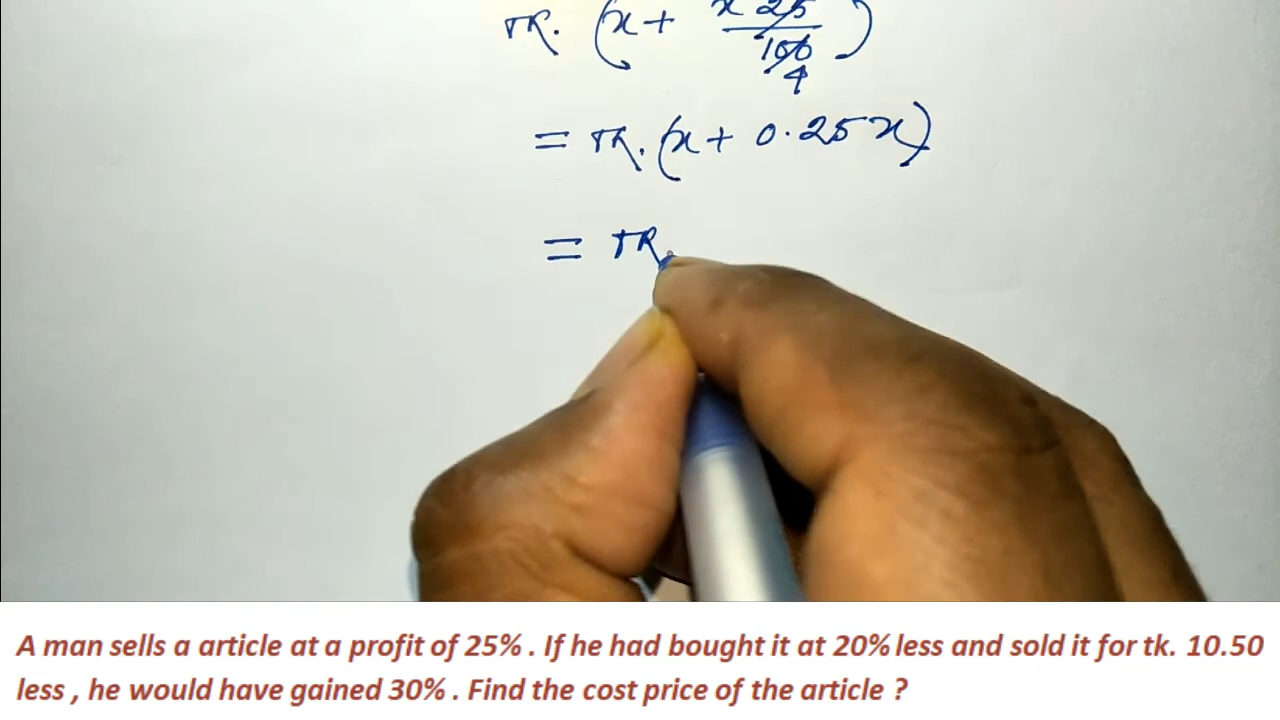 TK. (x + x 25
100
4 )
= TK. (x + 0.25x)
= TK.
A man sells a article at a profit of 25% . If he had bought it at 20% less and sold it for tk. 10.50
less , he would have gained 30% . Find the cost price of the article ?